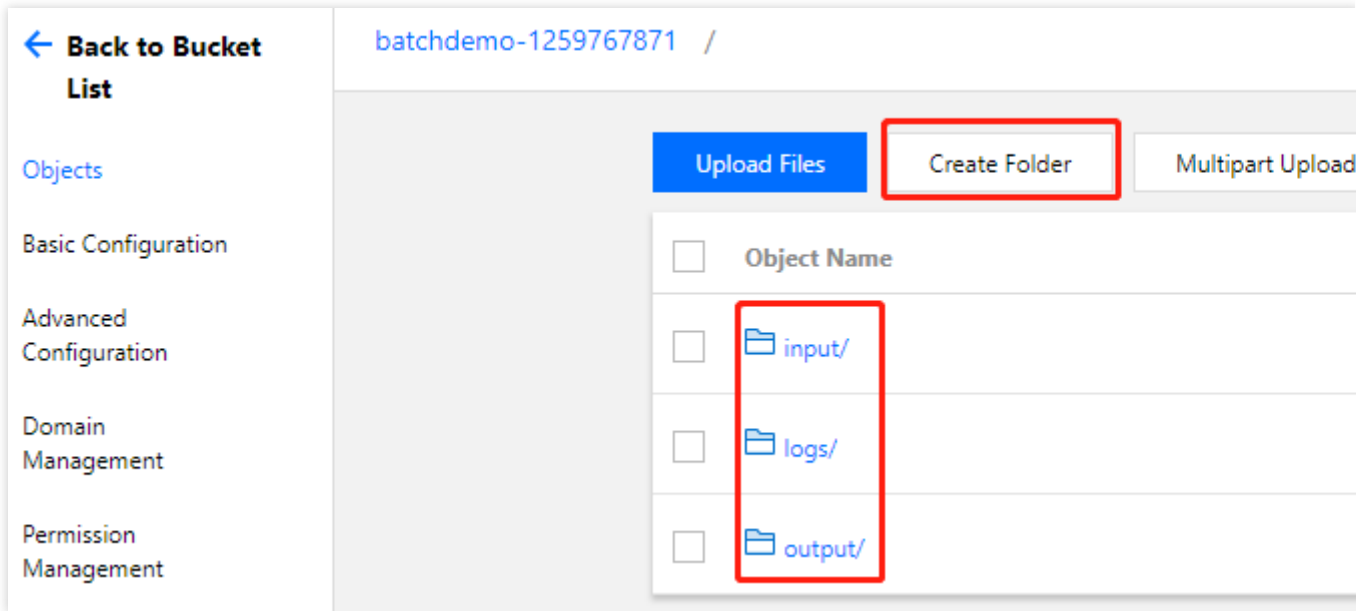 Back to Bucket
List
batchdemo-1259767871 /
Objects
Basic Configuration
Advanced
Configuration
Domain
Management
Permission
Management
Upload Files
Create Folder
Multipart Upload
Object Name
input/
logs/
output/